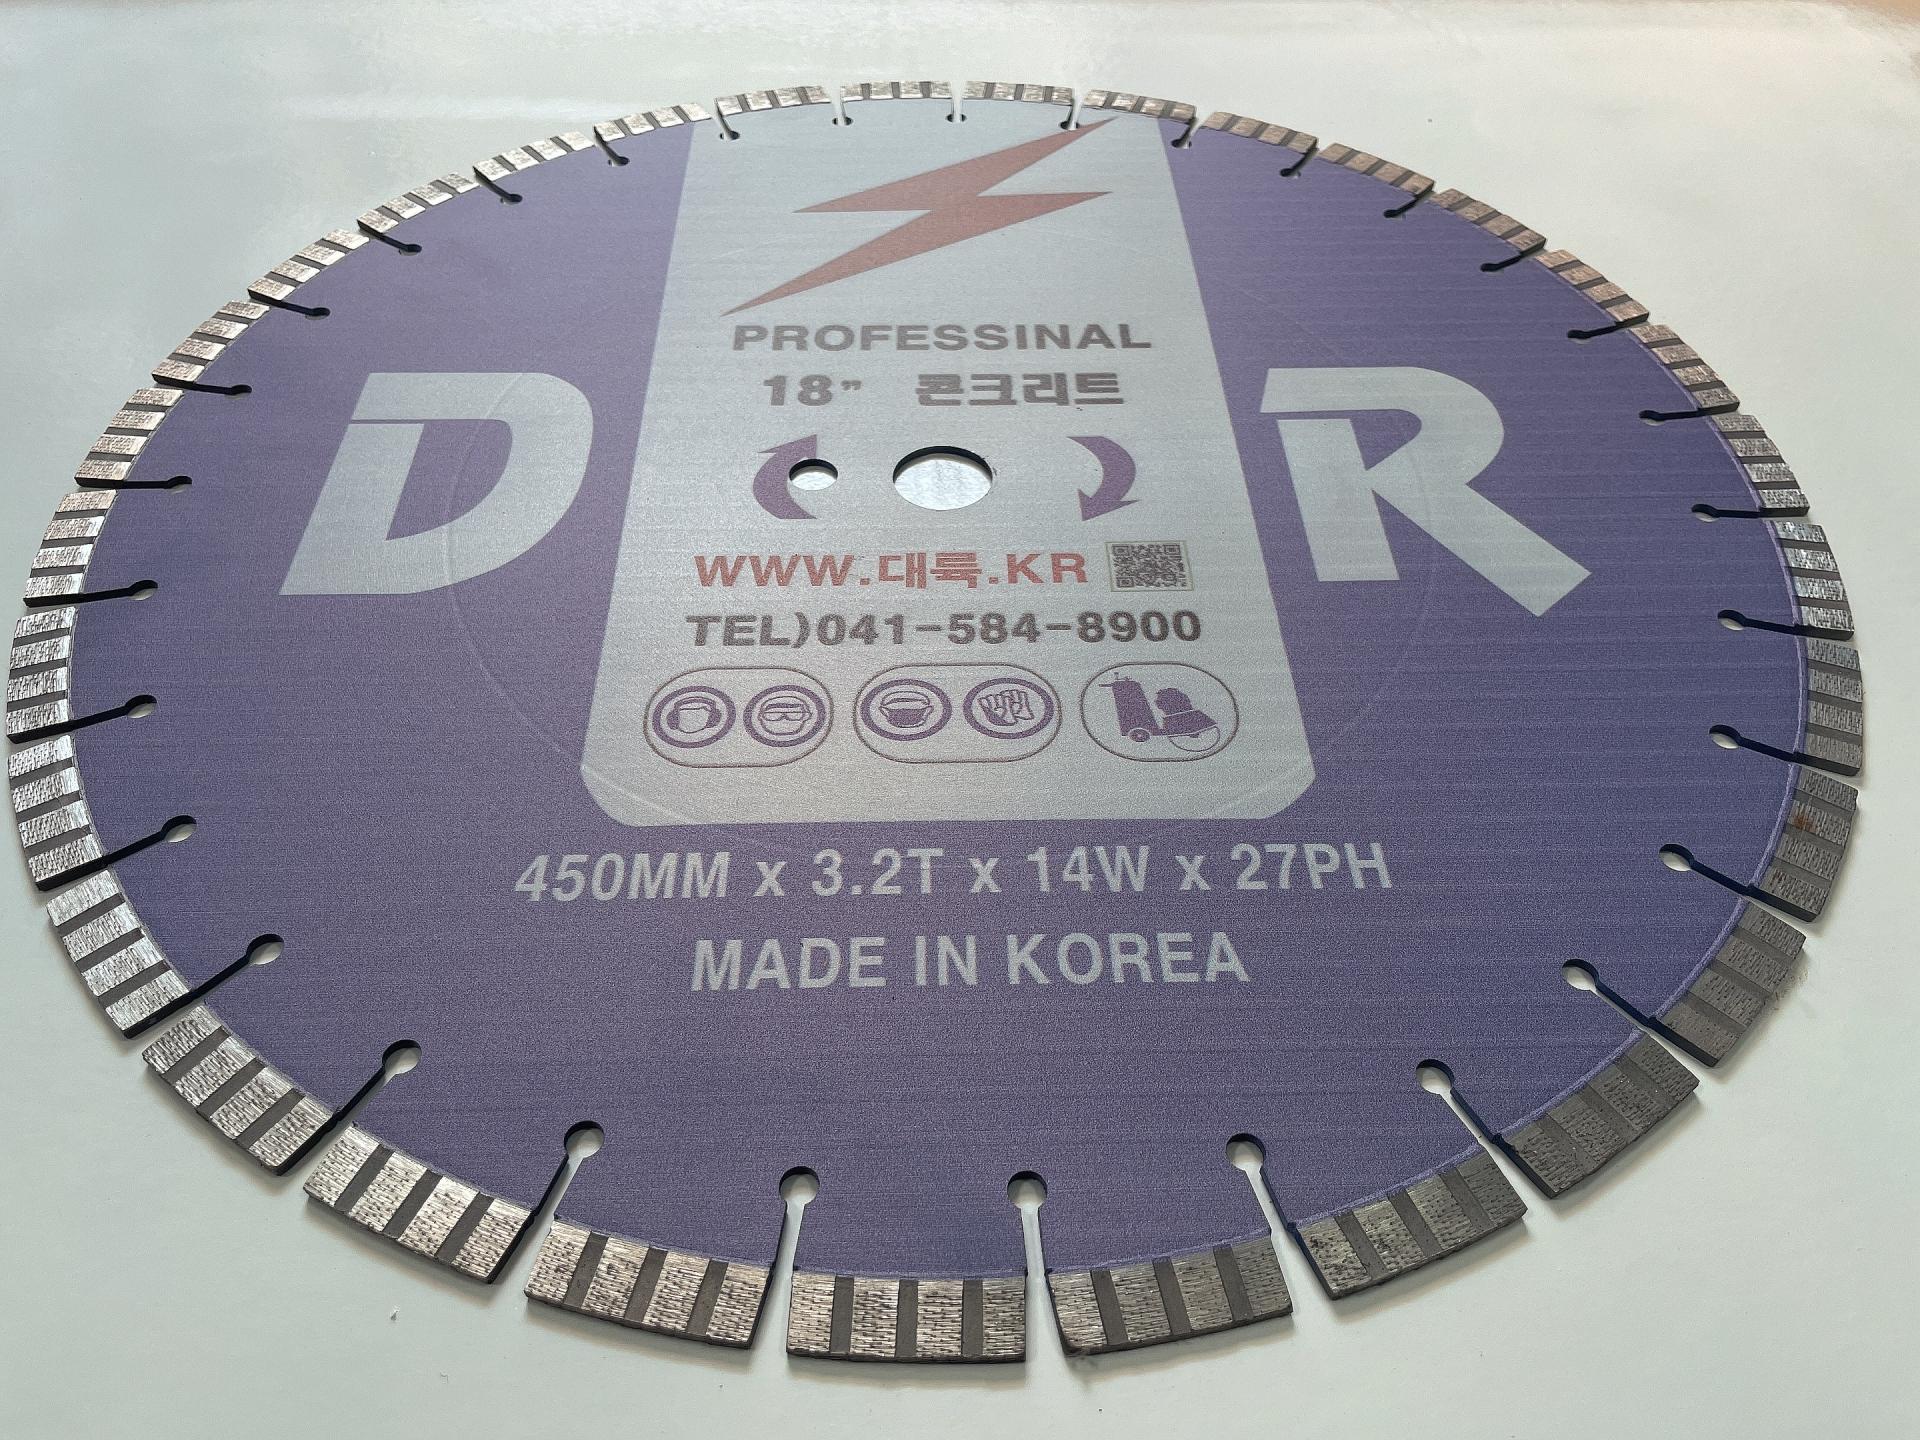 D R
PROFESSINAL
18” 콘크리트
WWW.대륙.KR
TEL)041-584-8900
450MM x 3.2T x 14W x 27PH
MADE IN KOREA